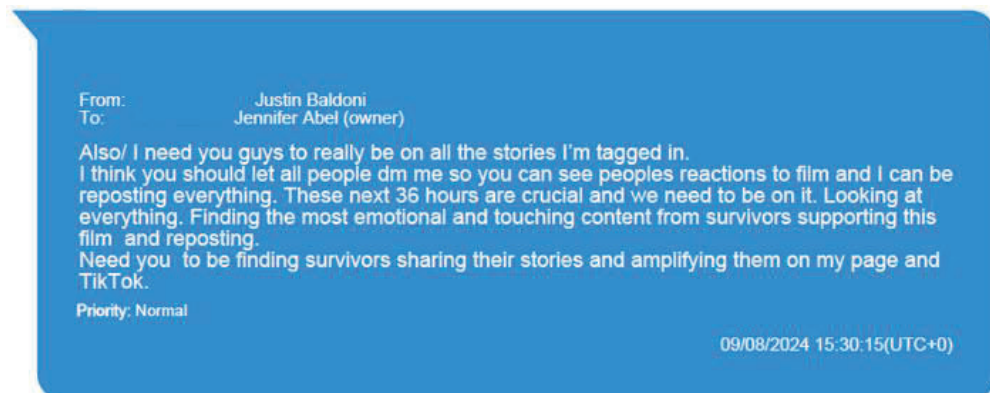 From: Justin Baldoni
To: Jennifer Abel (owner)
Also/ I need you guys to really be on all the stories I'm tagged in.
I think you should let all people dm me so you can see peoples reactions to film and I can be
reposting everything. These next 36 hours are crucial and we need to be on it. Looking at
everything. Finding the most emotional and touching content from survivors supporting this
film  and reposting.
Need you  to be finding survivors sharing their stories and amplifying them on my page and
TikTok.
Priority: Normal
09/08/2024 15:30:15(UTC+0)